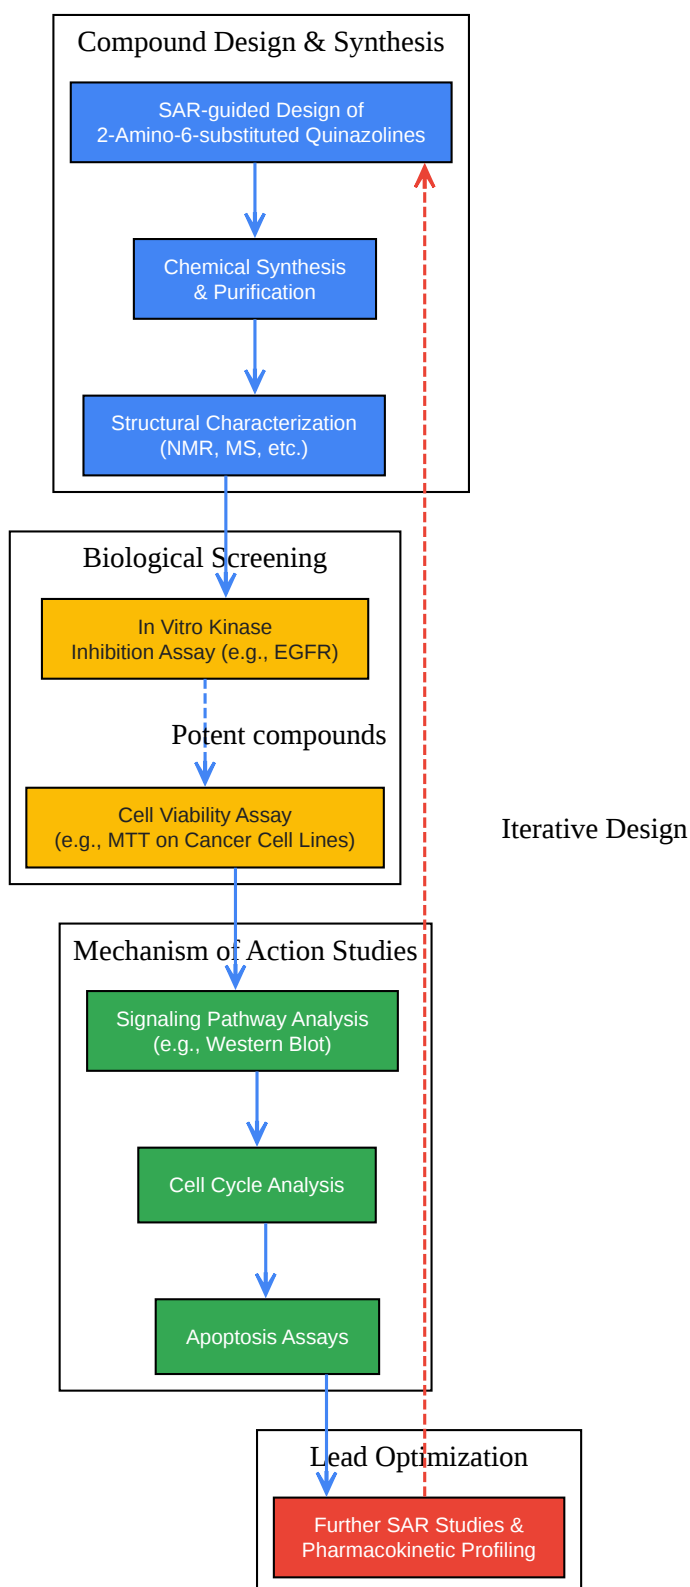 Compound Design & Synthesis
SAR-guided Design of
2-Amino-6-substituted Quinazolines
Chemical Synthesis
& Purification
Structural Characterization
(NMR, MS, etc.)
Biological Screening
In Vitro Kinase
Inhibition Assay (e.g., EGFR)
Potent compounds
Cell Viability Assay
(e.g., MTT on Cancer Cell Lines)
Iterative Design
Mechanism of Action Studies
Signaling Pathway Analysis
(e.g., Western Blot)
Cell Cycle Analysis
Apoptosis Assays
Lead Optimization
Further SAR Studies &
Pharmacokinetic Profiling